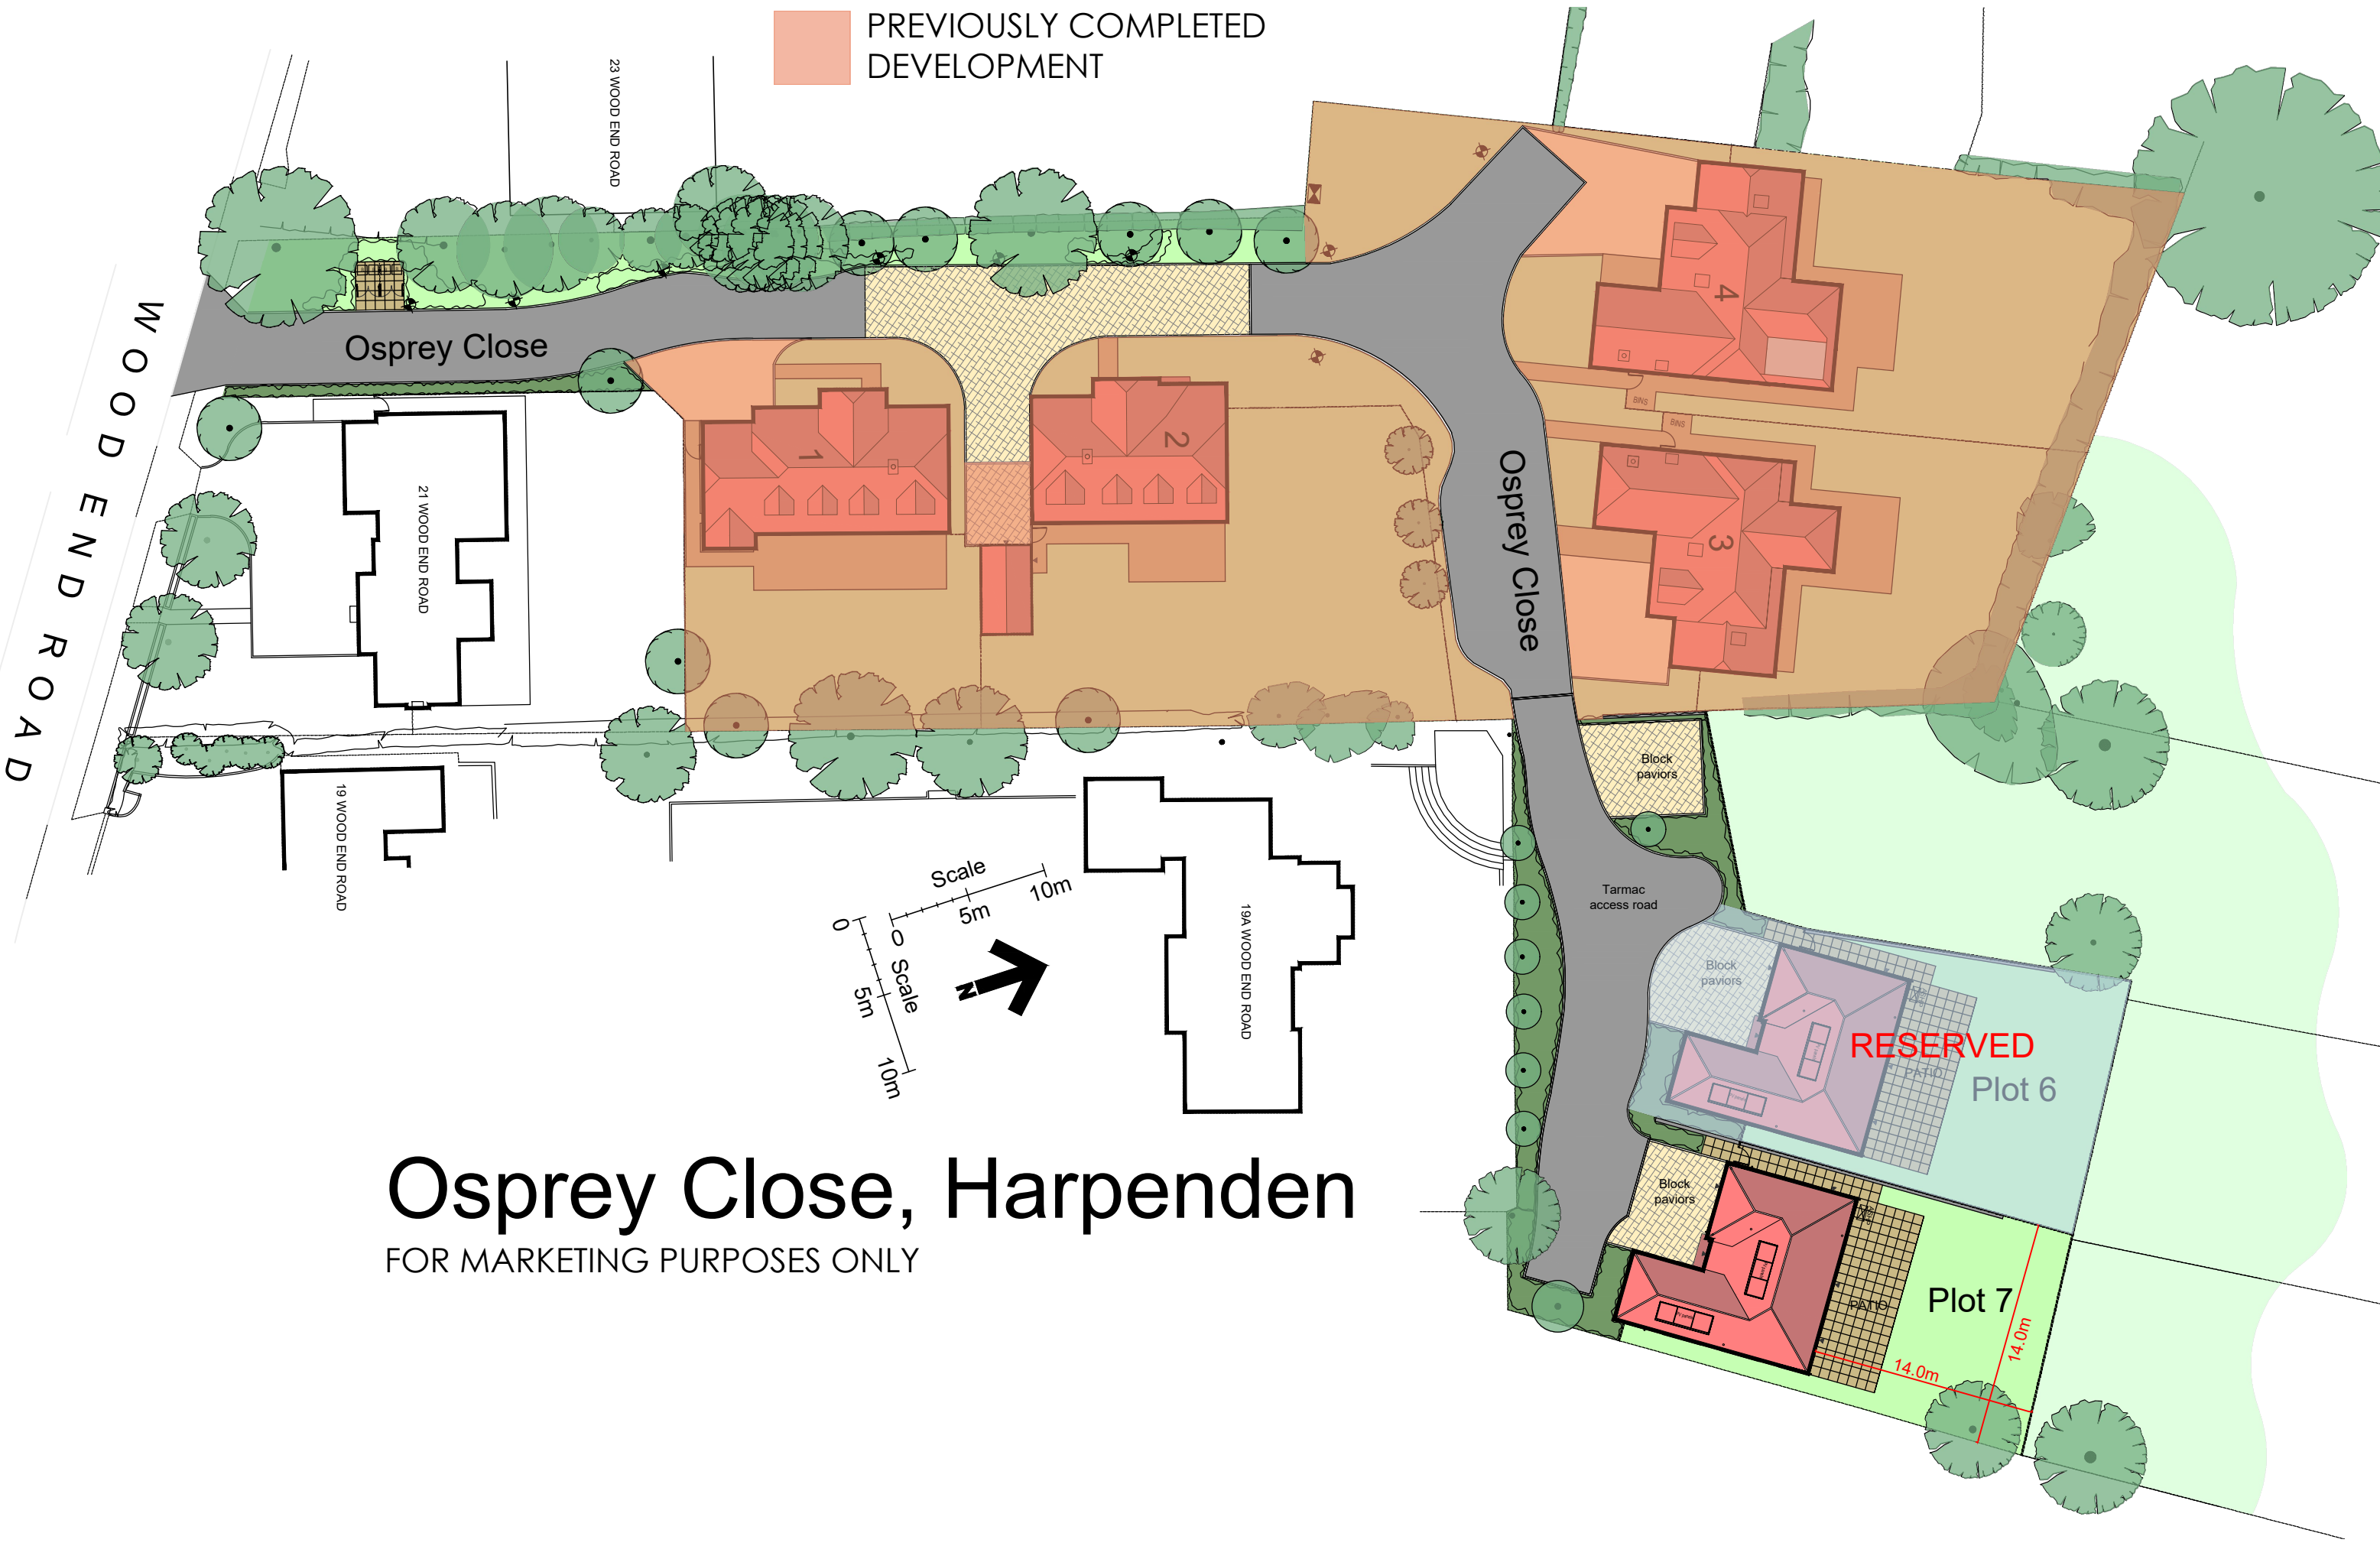 PREVIOUSLY COMPLETED
DEVELOPMENT
23 WOOD END ROAD
WOOD END ROAD
Osprey Close
21 WOOD END ROAD
1
2
4
BINS
BINS
3
Osprey Close
19 WOOD END ROAD
Block
paviors
Tarmac
access road
Scale
0
5m
10m
0
Scale
5m
10m
N
19A WOOD END ROAD
Block
paviors
RESERVED
PATIO
Plot 6
Osprey Close, Harpenden
FOR MARKETING PURPOSES ONLY
Block
paviors
PATIO
Plot 7
14.0m
14.0m